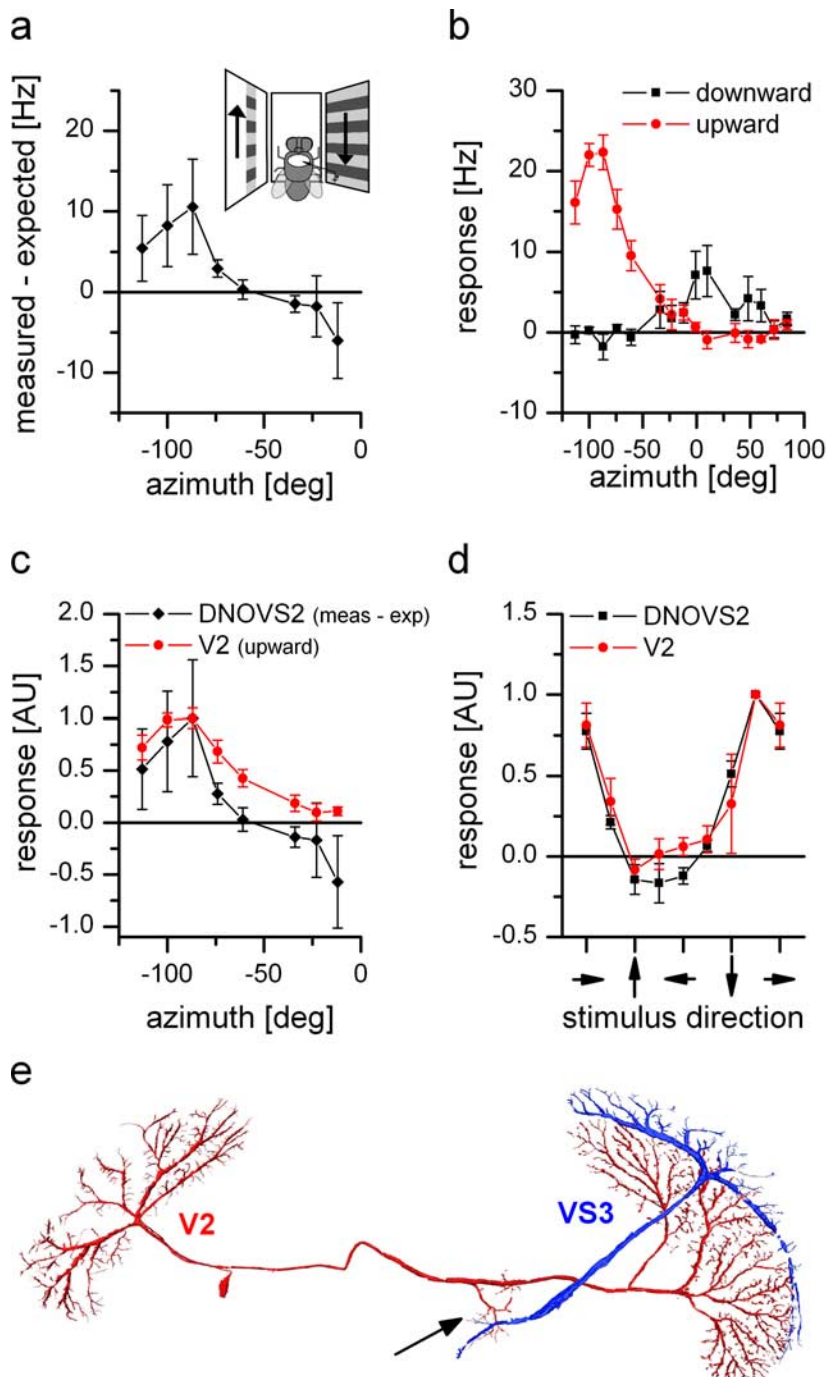 a
measured - expected [Hz]
20
10
0
-10
-100
-50
0
azimuth [deg]
b
response [Hz]
30
20
10
0
-10
downward
upward
-100
-50
0
50
100
azimuth [deg]
c
response [AU]
2.0
1.5
1.0
0.5
0.0
-0.5
-1.0
DNOVS2 (meas - exp)
V2 (upward)
-100
-50
0
azimuth [deg]
d
response [AU]
1.5
1.0
0.5
0.0
-0.5
DNOVS2
V2
stimulus direction
e
V2
VS3